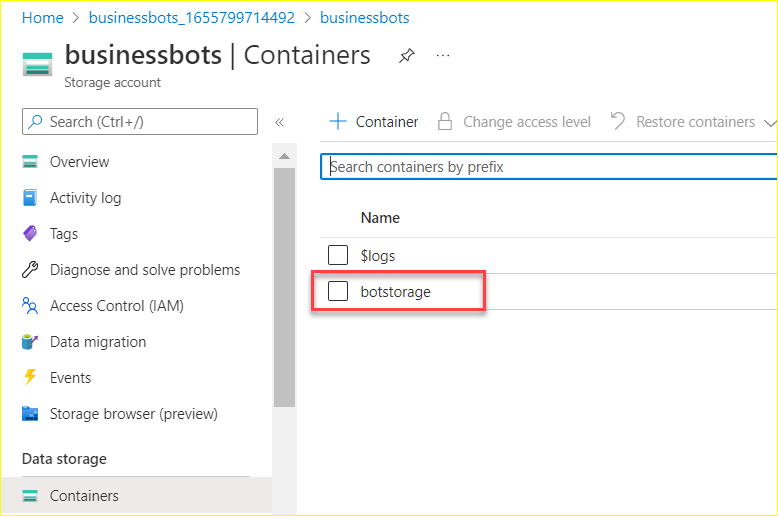 Home > businessbots_1655799714492 > businessbots
businessbots | Containers
Storage account
Search (Ctrl+/)
Overview
Activity log
Tags
Diagnose and solve problems
Access Control (IAM)
Data migration
Events
Storage browser (preview)
Data storage
Containers
+ Container
Change access level
Restore containers
Search containers by prefix
Name
$logs
botstorage